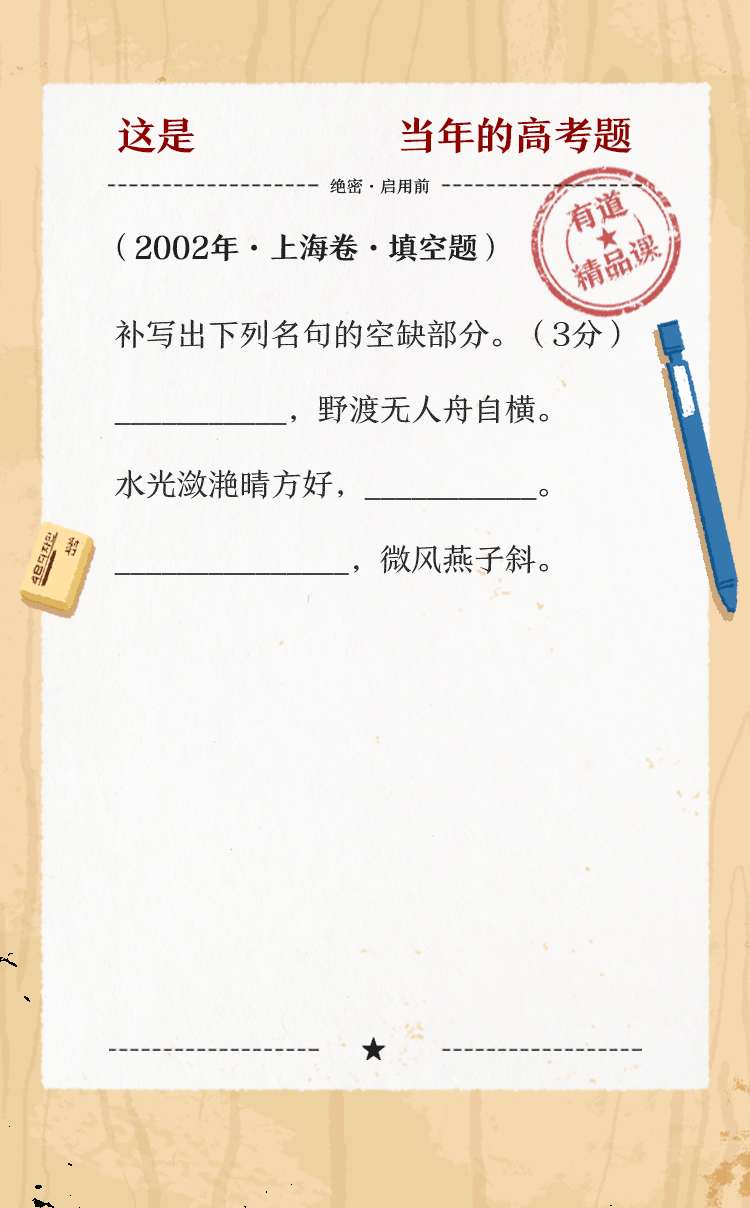 这是 当年的高考题
绝密·启用前
有道
精品课
（2002年·上海卷·填空题）
补写出下列名句的空缺部分。（3分）
___________，野渡无人舟自横。
水光潋滟晴方好，___________。
_______________，微风燕子斜。